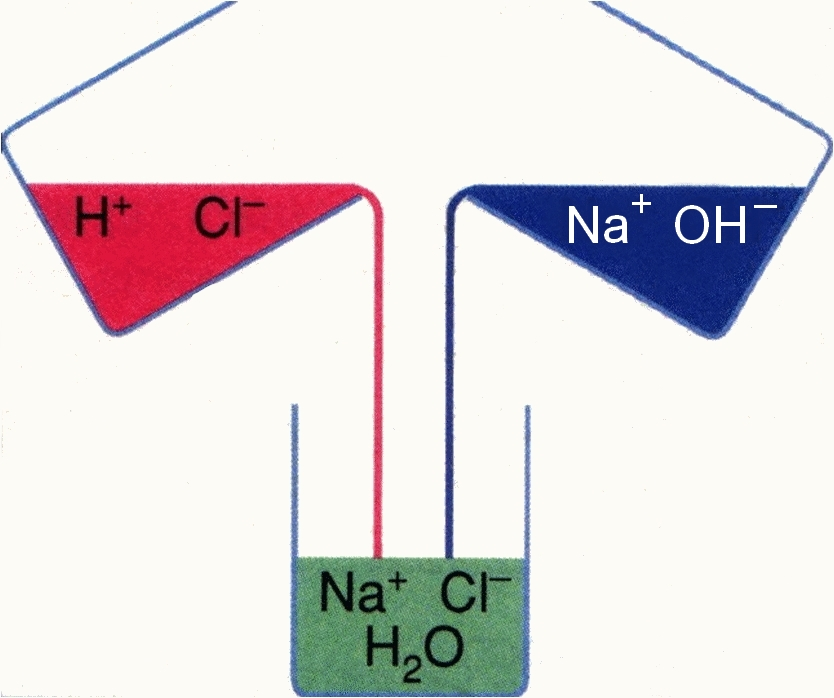 H⁺ Cl⁻
Na⁺ OH⁻
Na⁺ Cl⁻
H₂O